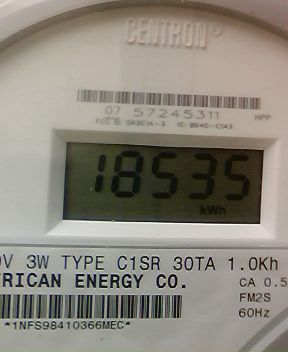 CENTRON®
07 57245311
HPP
18535
kWh
V 3W TYPE C1SR 30TA 1.0Kh
RICAN ENERGY CO.
CA 0.5
FM2S
*1NFS98410366MEC*
60Hz